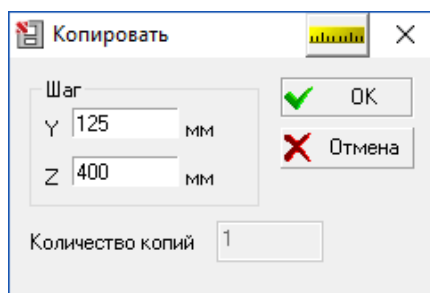 Копировать
Шаг
Y 125 мм
Z 400 мм
OK
Отмена
Количество копий 1